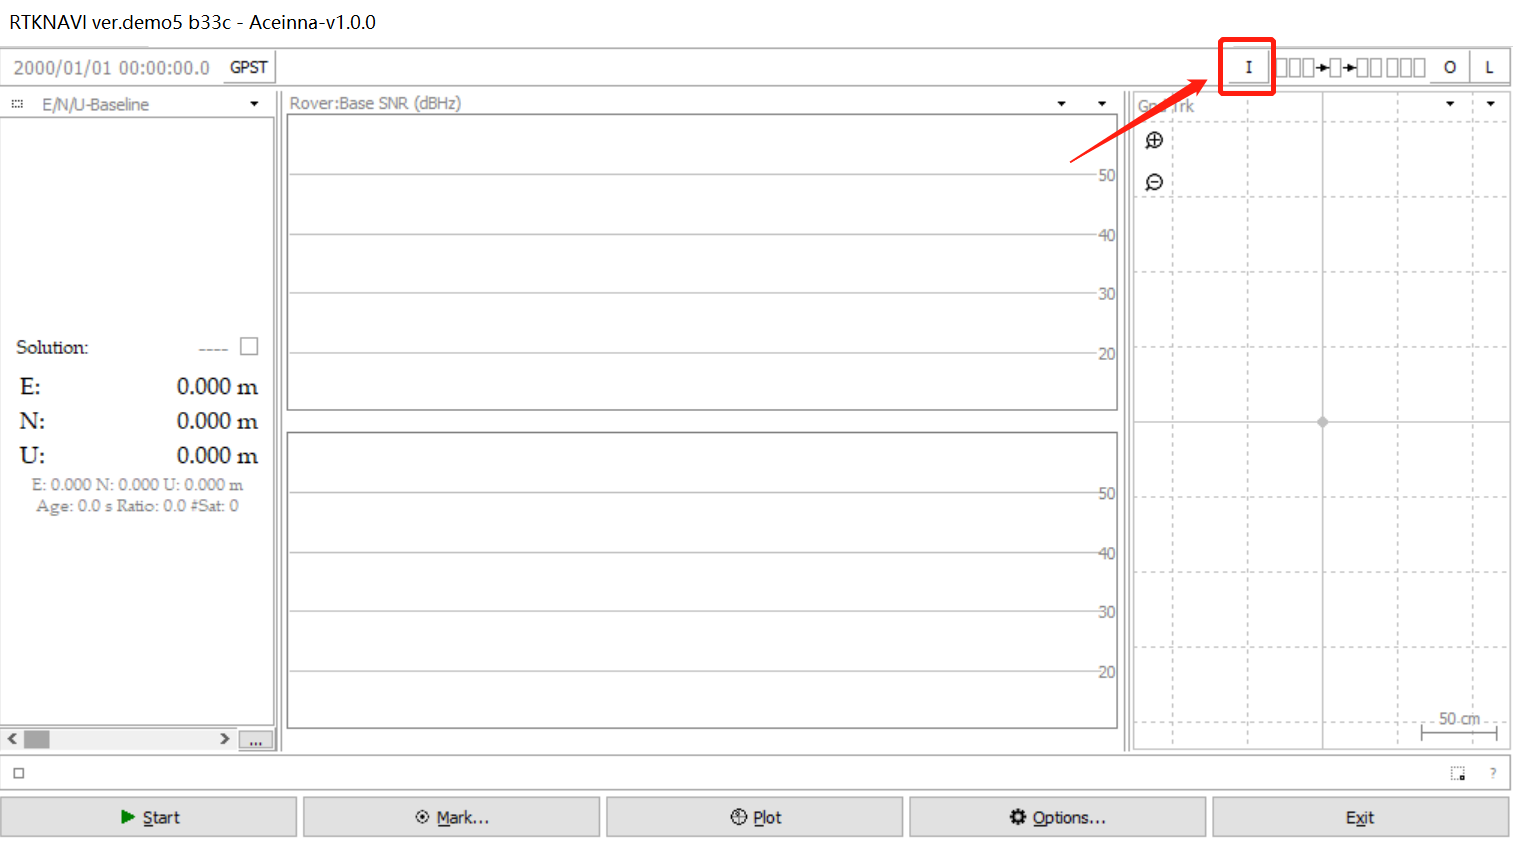 RTKNAVI ver.demo5 b33c - Aceinna-v1.0.0
2000/01/01 00:00:00.0 GPST I O L
E/N/U-Baseline
Rover:Base SNR (dBHz)
Gnd Trk
50
40
30
20
Solution: ----
E: 0.000 m
N: 0.000 m
U: 0.000 m
E: 0.000 N: 0.000 U: 0.000 m
Age: 0.0 s Ratio: 0.0 #Sat: 0
50
40
30
20
50 cm
...
?
Start Mark... Plot Options... Exit